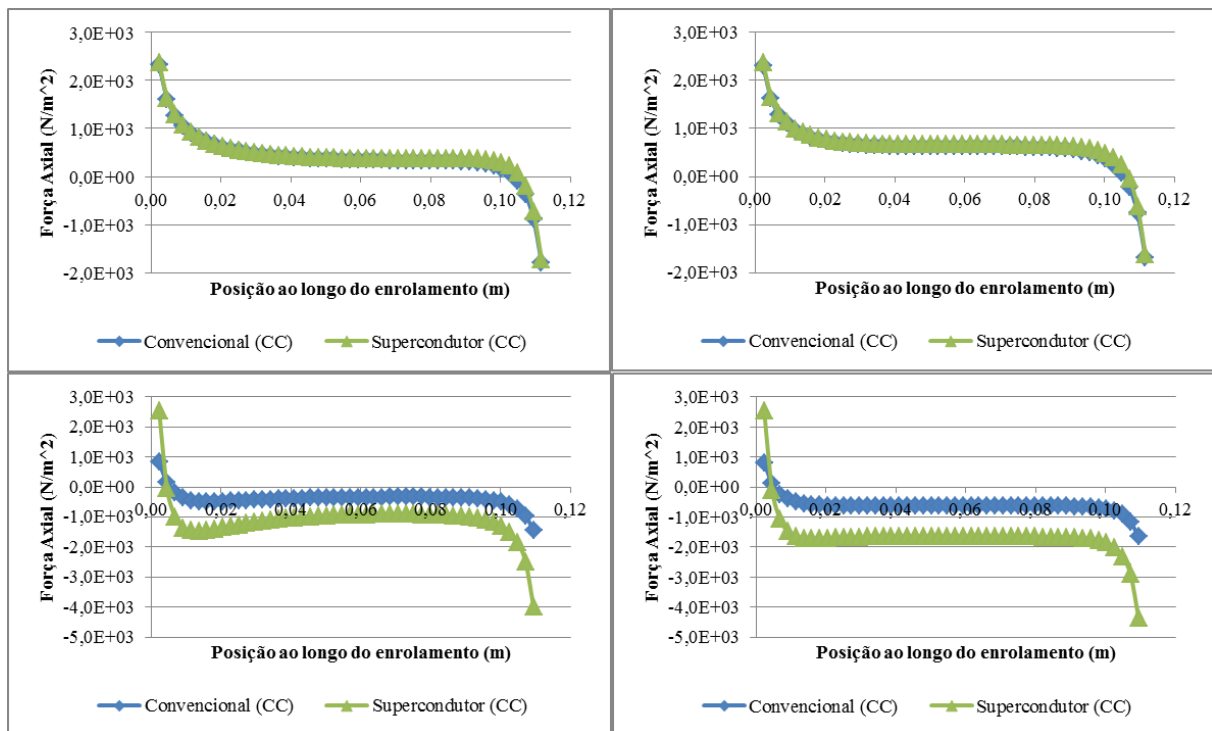 3,0E+03
2,0E+03
1,0E+03
0,0E+00
-1,0E+03
-2,0E+03
0,00 0,02 0,04 0,06 0,08 0,10 0,12
Força Axial (N/m^2)
Posição ao longo do enrolamento (m)
Convencional (CC) Supercondutor (CC)
3,0E+03
2,0E+03
1,0E+03
0,0E+00
-1,0E+03
-2,0E+03
0,00 0,02 0,04 0,06 0,08 0,10 0,12
Força Axial (N/m^2)
Posição ao longo do enrolamento (m)
Convencional (CC) Supercondutor (CC)
3,0E+03
2,0E+03
1,0E+03
0,0E+00
-1,0E+03
-2,0E+03
-3,0E+03
-4,0E+03
-5,0E+03
0,00 0,02 0,04 0,06 0,08 0,10 0,12
Força Axial (N/m^2)
Posição ao longo do enrolamento (m)
Convencional (CC) Supercondutor (CC)
3,0E+03
2,0E+03
1,0E+03
0,0E+00
-1,0E+03
-2,0E+03
-3,0E+03
-4,0E+03
-5,0E+03
0,00 0,02 0,04 0,06 0,08 0,10 0,12
Força Axial (N/m^2)
Posição ao longo do enrolamento (m)
Convencional (CC) Supercondutor (CC)